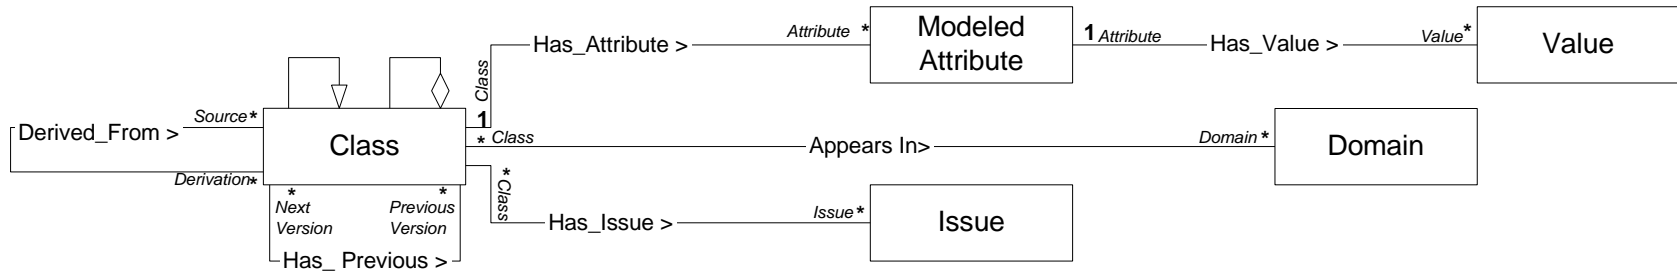 Has_Attribute >
Attribute *
Modeled
Attribute
1 Attribute
Has_Value >
Value*
Value
Class
1
Derived_From >
Source*
Derivation*
Class
* Class
Appears In>
Domain *
Domain
* Class
Has_Issue >
Issue*
Issue
*
Next
Version
*
Previous
Version
Has_ Previous >